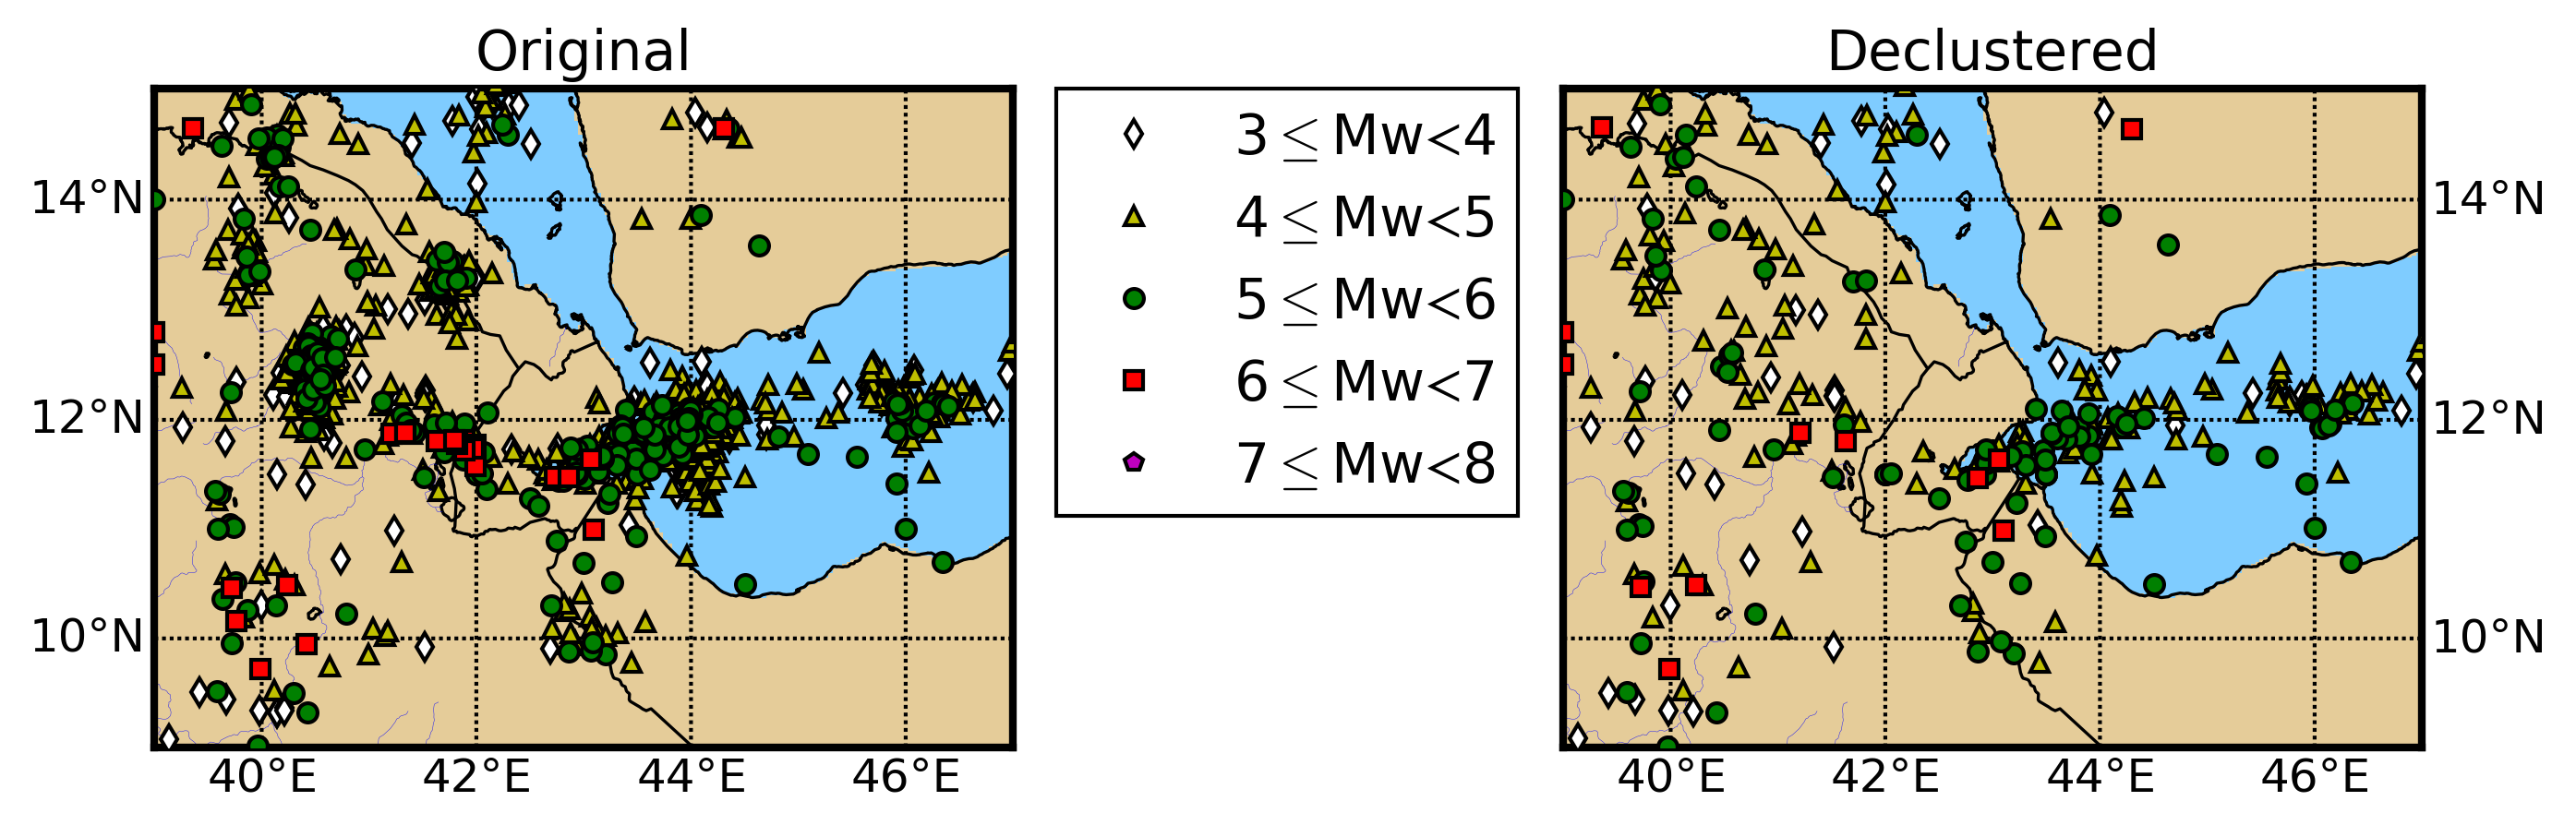 Original
Declustered
3 ≤ Mw<4
4 ≤ Mw<5
5 ≤ Mw<6
6 ≤ Mw<7
7 ≤ Mw<8
14°N
12°N
10°N
14°N
12°N
10°N
40°E 42°E 44°E 46°E
40°E 42°E 44°E 46°E